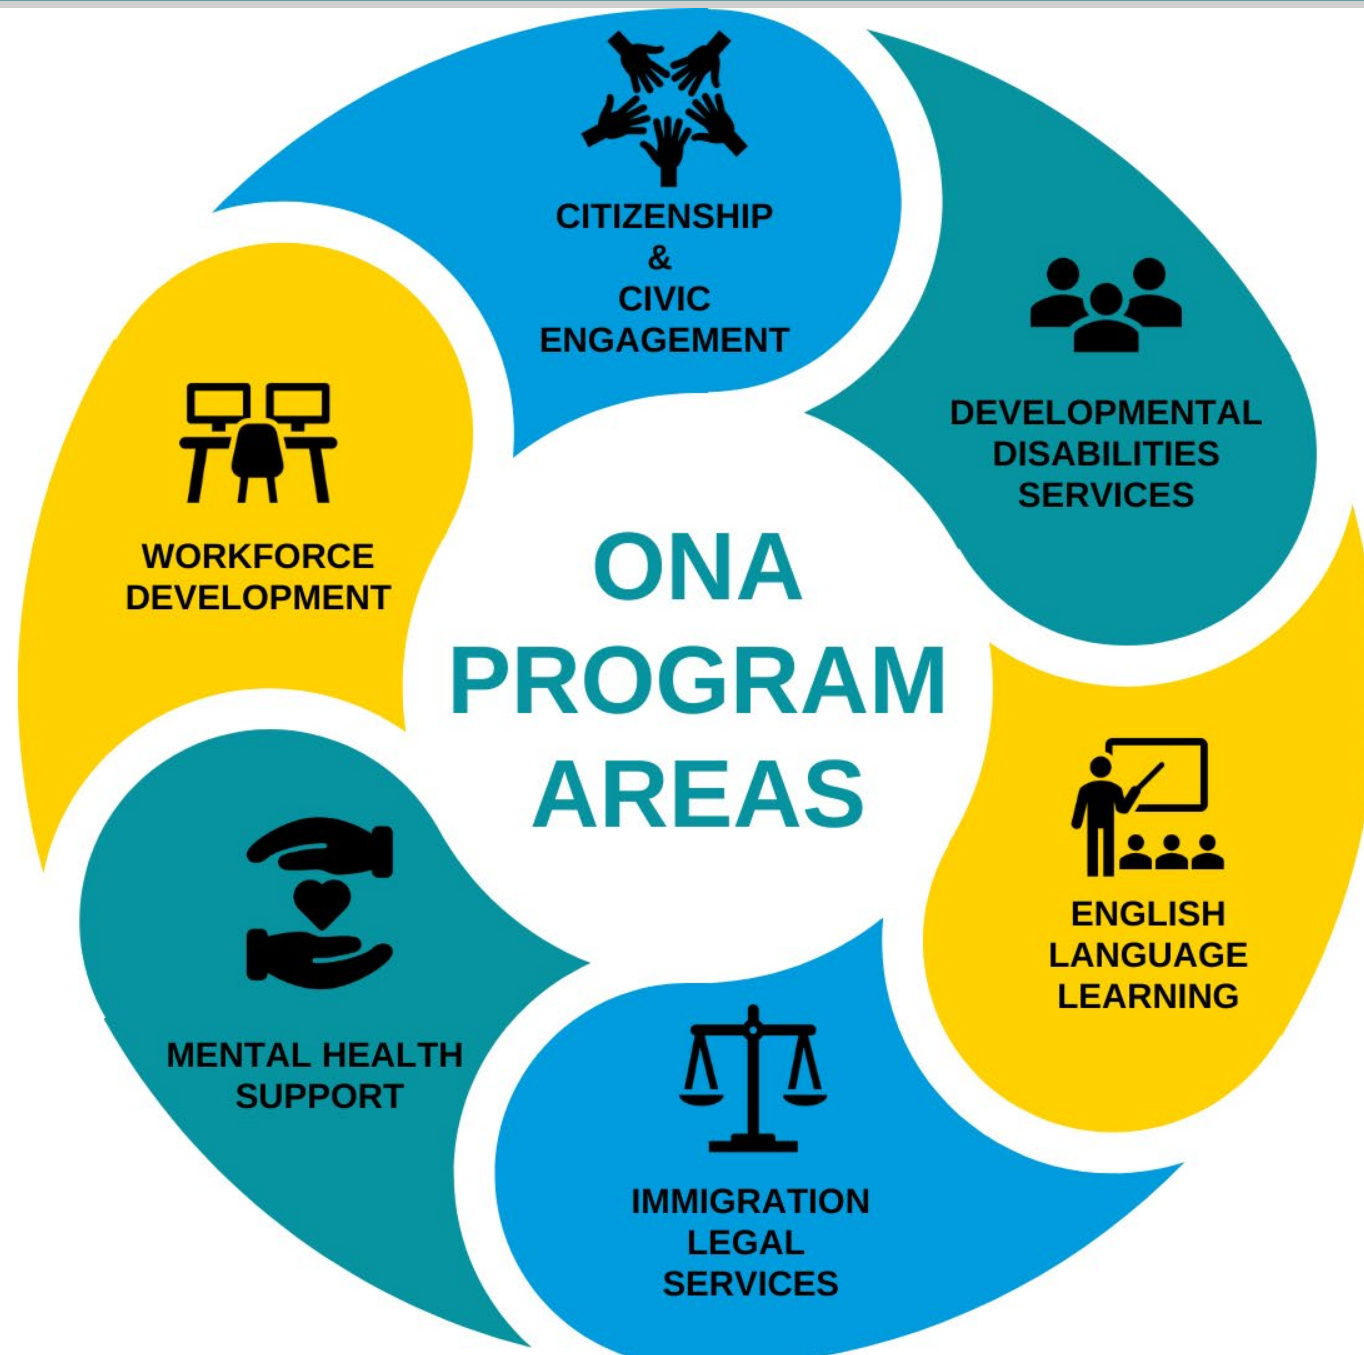 CITIZENSHIP
&
CIVIC
ENGAGEMENT
DEVELOPMENTAL
DISABILITIES
SERVICES
ENGLISH
LANGUAGE
LEARNING
IMMIGRATION
LEGAL
SERVICES
MENTAL HEALTH
SUPPORT
WORKFORCE
DEVELOPMENT
ONA
PROGRAM
AREAS